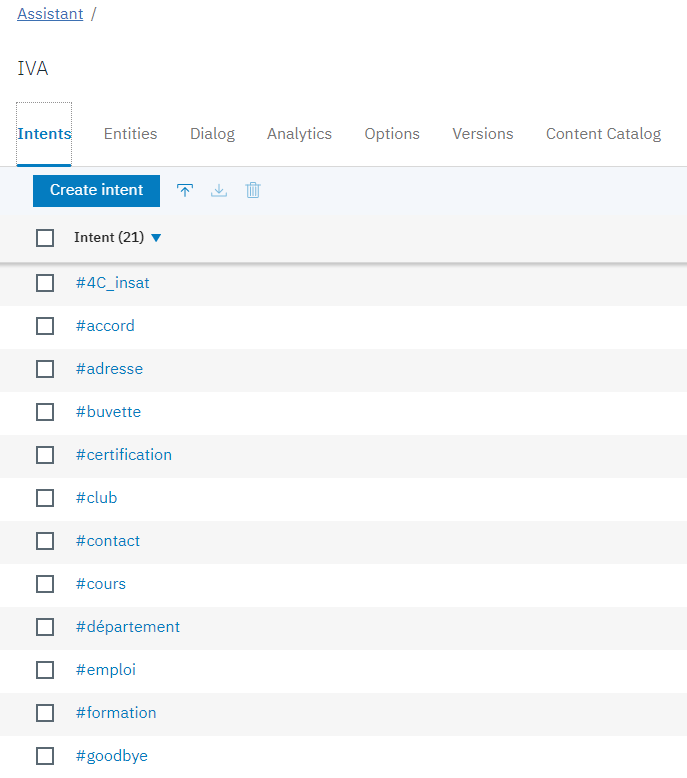 Assistant /
IVA
Intents Entities Dialog Analytics Options Versions Content Catalog
Create intent
Intent (21)
#4C_insat
#accord
#adresse
#buvette
#certification
#club
#contact
#cours
#département
#emploi
#formation
#goodbye